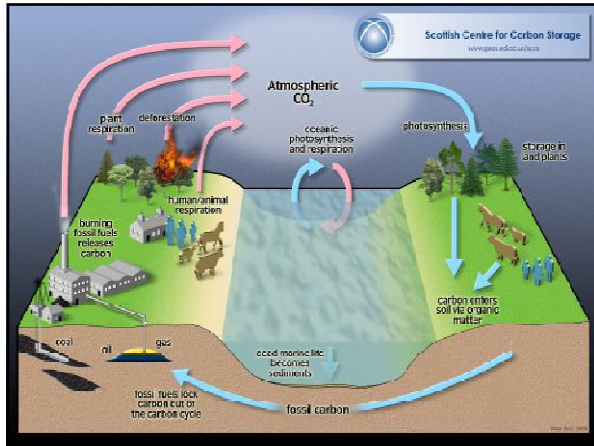 Scottish Centre for Carbon Storage
Atmospheric
CO₂
plant
respiration
deforestation
oceanic
photosynthesis
and respiration
photosynthesis
storage in
land plants
human/animal
respiration
burning
fossil fuels
releases
carbon
carbon enters
soil via organic
matter
coal
oil
gas
dead marine life
becomes
sediments
fossil fuels lock
carbon out of
the carbon cycle
fossil carbon